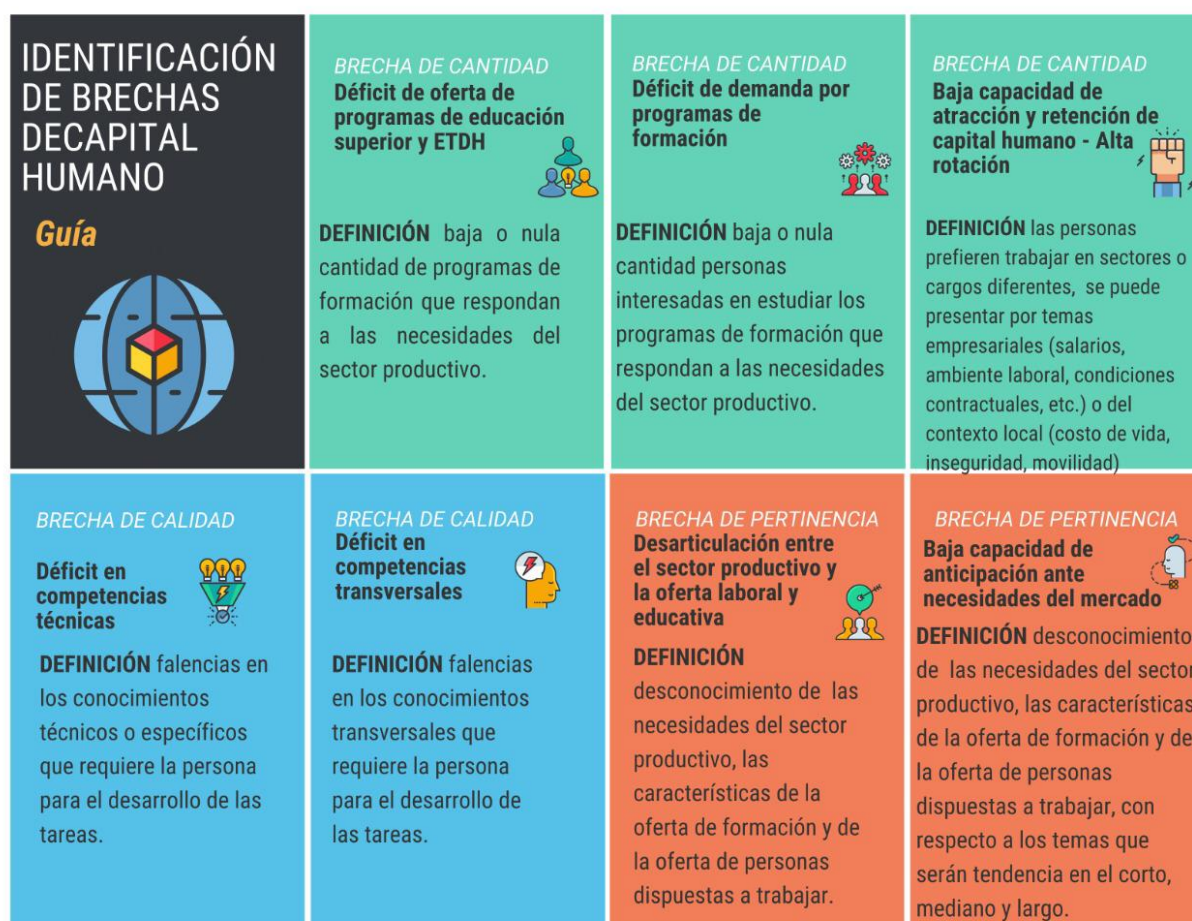 IDENTIFICACIÓN
DE BRECHAS
DECAPITAL
HUMANO
Guía
BRECHA DE CANTIDAD
Déficit de oferta de
programas de educación
superior y ETDH
DEFINICIÓN baja o nula
cantidad de programas de
formación que respondan
a las necesidades del
sector productivo.
BRECHA DE CANTIDAD
Déficit de demanda por
programas de
formación
DEFINICIÓN baja o nula
cantidad personas
interesadas en estudiar los
programas de formación que
respondan a las necesidades
del sector productivo.
BRECHA DE CANTIDAD
Baja capacidad de
atracción y retención de
capital humano - Alta
rotación
DEFINICIÓN las personas
prefieren trabajar en sectores o
cargos diferentes, se puede
presentar por temas
empresariales (salarios,
ambiente laboral, condiciones
contractuales, etc.) o del
contexto local (costo de vida,
inseguridad, movilidad)
BRECHA DE CALIDAD
Déficit en
competencias
técnicas
DEFINICIÓN falencias en
los conocimientos
técnicos o específicos
que requiere la persona
para el desarrollo de las
tareas.
BRECHA DE CALIDAD
Déficit en
competencias
transversales
DEFINICIÓN falencias
en los conocimientos
transversales que
requiere la persona
para el desarrollo de
las tareas.
BRECHA DE PERTINENCIA
Desarticulación entre
el sector productivo y
la oferta laboral y
educativa
DEFINICIÓN
desconocimiento de las
necesidades del sector
productivo, las
características de la
oferta de formación y de
la oferta de personas
dispuestas a trabajar.
BRECHA DE PERTINENCIA
Baja capacidad de
anticipación ante
necesidades del mercado
DEFINICIÓN desconocimiento
de las necesidades del sector
productivo, las características
de la oferta de formación y de
la oferta de personas
dispuestas a trabajar, con
respecto a los temas que
serán tendencia en el corto,
mediano y largo.